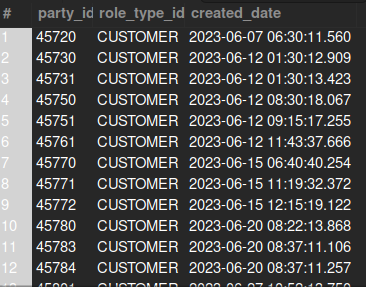 # party_id role_type_id created_date
1 45720 CUSTOMER 2023-06-07 06:30:11.560
2 45730 CUSTOMER 2023-06-12 01:30:12.909
3 45731 CUSTOMER 2023-06-12 01:30:13.423
4 45750 CUSTOMER 2023-06-12 08:30:18.067
5 45751 CUSTOMER 2023-06-12 09:15:17.255
6 45761 CUSTOMER 2023-06-12 11:43:37.666
7 45770 CUSTOMER 2023-06-15 06:40:40.254
8 45771 CUSTOMER 2023-06-15 11:19:32.372
9 45772 CUSTOMER 2023-06-15 12:15:19.122
10 45780 CUSTOMER 2023-06-20 08:22:13.868
11 45783 CUSTOMER 2023-06-20 08:37:11.106
12 45784 CUSTOMER 2023-06-20 08:37:11.257